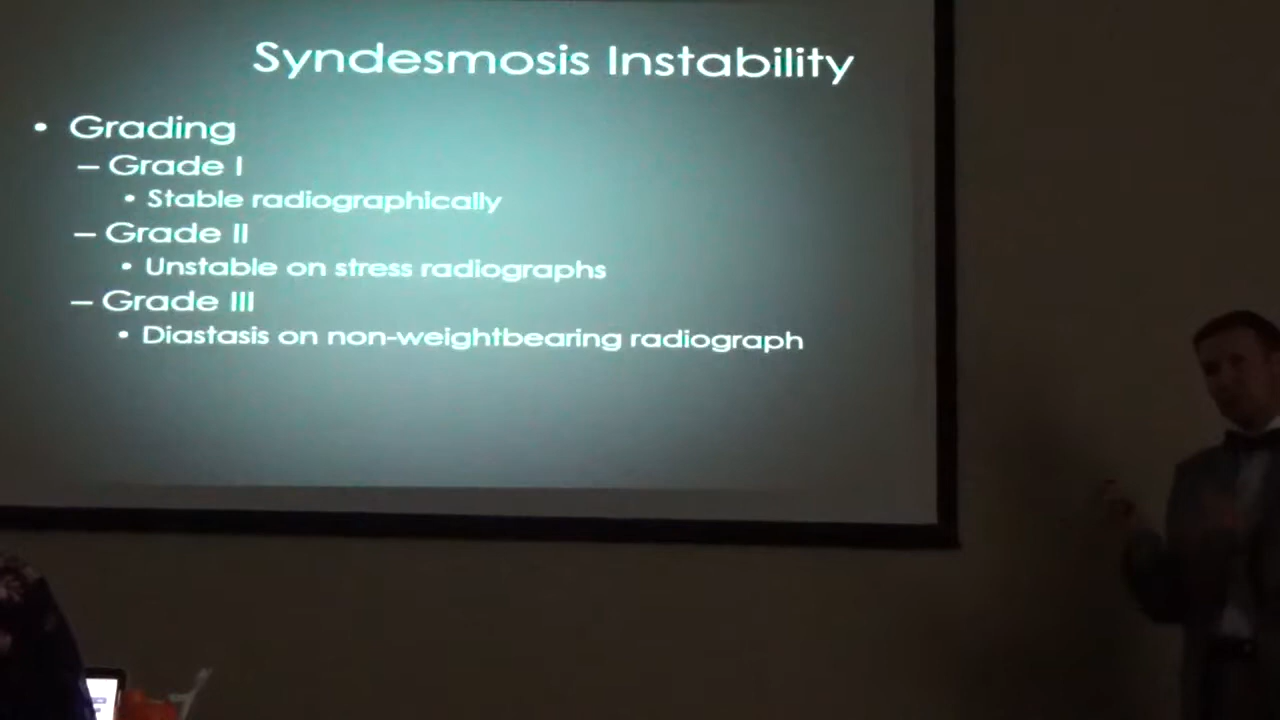 Syndesmosis Instability
• Grading
– Grade I
• Stable radiographically
– Grade II
• Unstable on stress radiographs
– Grade III
• Diastasis on non-weightbearing radiograph